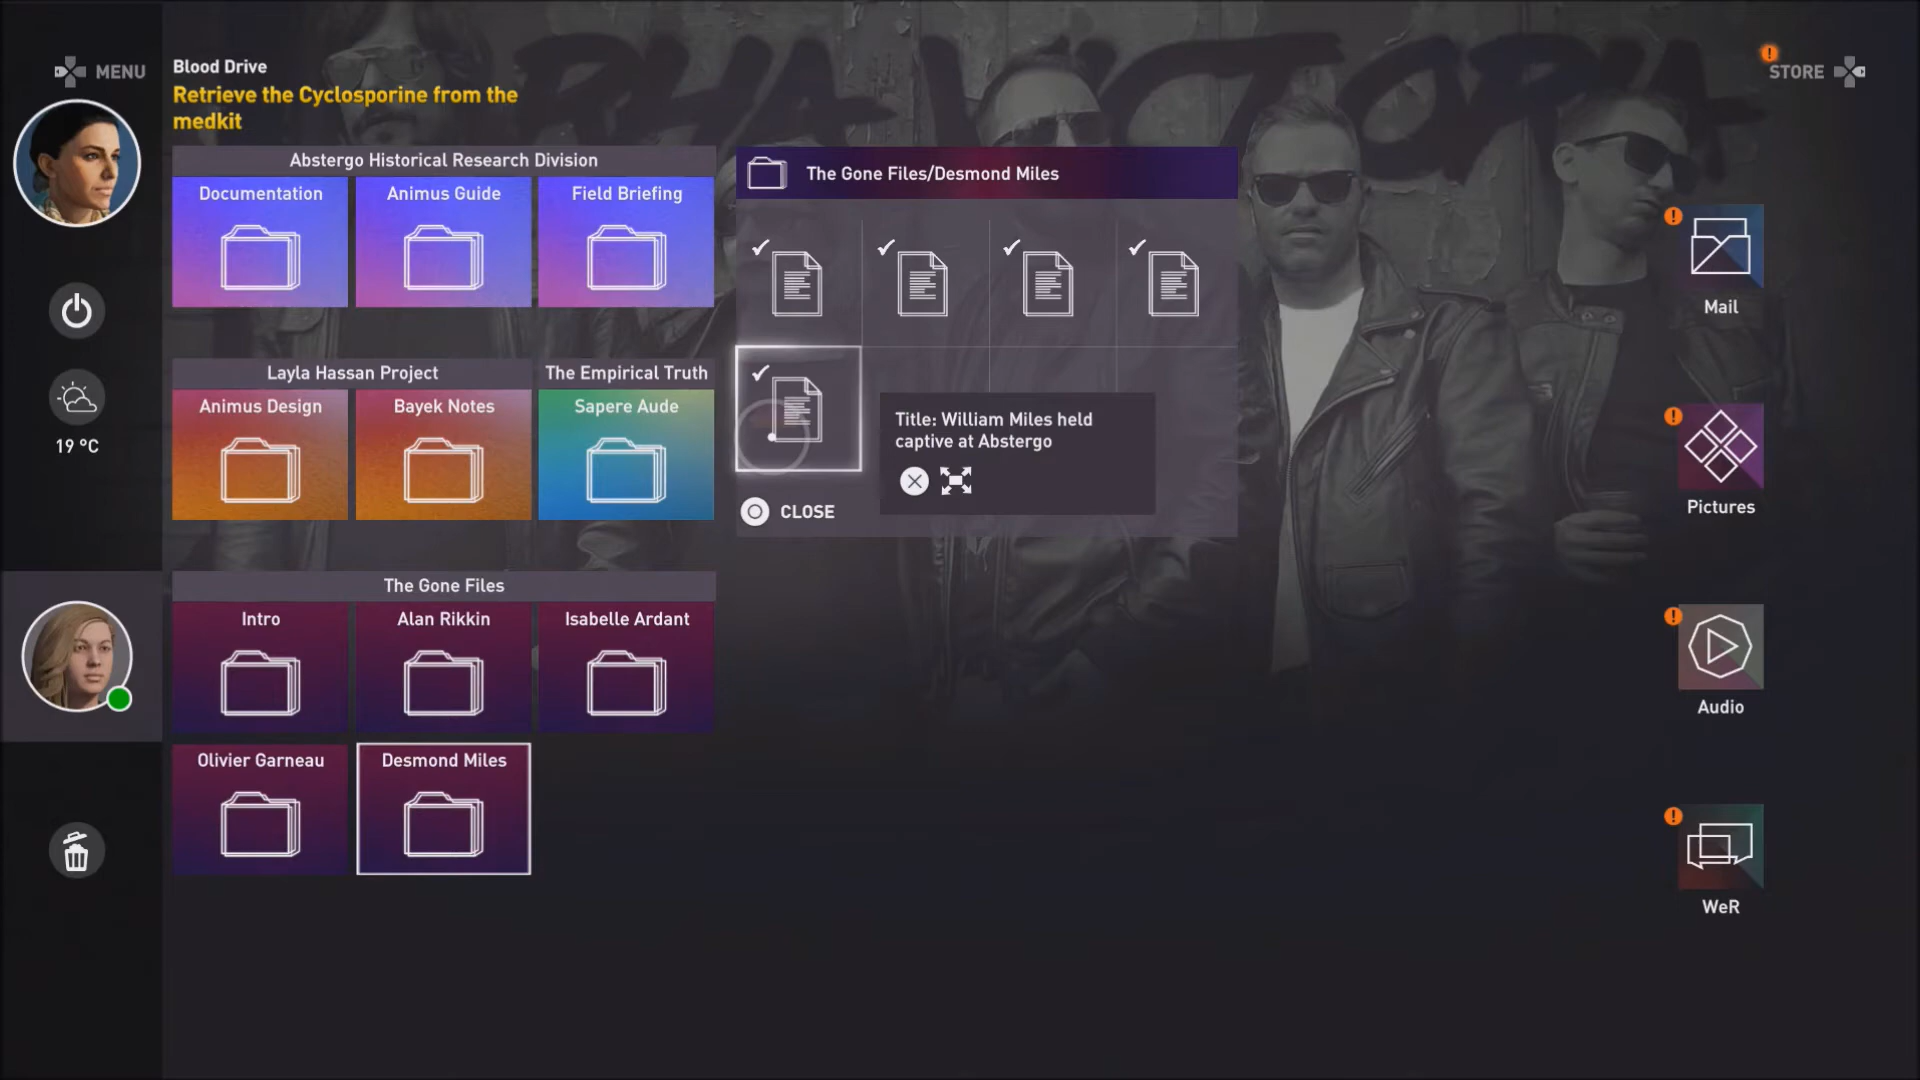 MENU
Blood Drive
Retrieve the Cyclosporine from the
medkit
STORE
Abstergo Historical Research Division
Documentation
Animus Guide
Field Briefing
The Gone Files/Desmond Miles
Mail
19 °C
Layla Hassan Project
The Empirical Truth
Animus Design
Bayek Notes
Sapere Aude
Title: William Miles held
captive at Abstergo
CLOSE
Pictures
The Gone Files
Intro
Alan Rikkin
Isabelle Ardant
Audio
Olivier Garneau
Desmond Miles
WeR